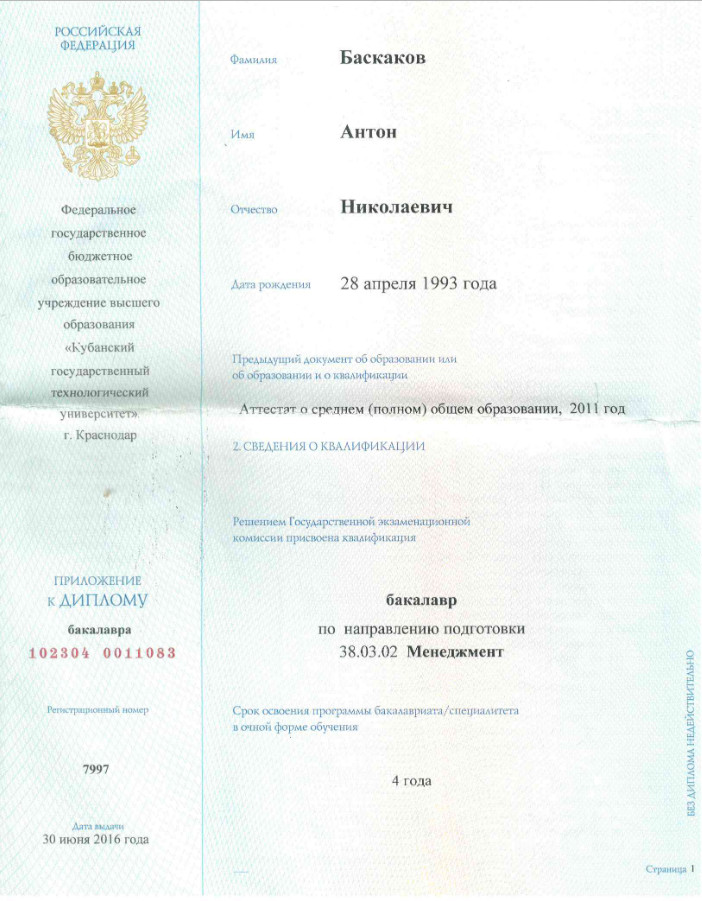 РОССИЙСКАЯ
ФЕДЕРАЦИЯ
Федеральное
государственное
бюджетное
образовательное
учреждение высшего
образования
«Кубанский
государственный
технологический
университет»
г. Краснодар
ПРИЛОЖЕНИЕ
к ДИПЛОМУ
бакалавра
102304 0011083
Регистрационный номер
7997
Дата выдачи
30 июня 2016 года
Фамилия Баскаков
Имя Антон
Отчество Николаевич
Дата рождения 28 апреля 1993 года
Предыдущий документ об образовании или
об образовании и о квалификации
Аттестат о среднем (полном) общем образовании, 2011 год
2. СВЕДЕНИЯ О КВАЛИФИКАЦИИ
Решением Государственной экзаменационной
комиссии присвоена квалификация
бакалавр
по направлению подготовки
38.03.02 Менеджмент
Срок освоения программы бакалавриата/специалитета
в очной форме обучения
4 года
БЕЗ ДИПЛОМА НЕДЕЙСТВИТЕЛЬНО
Страница 1